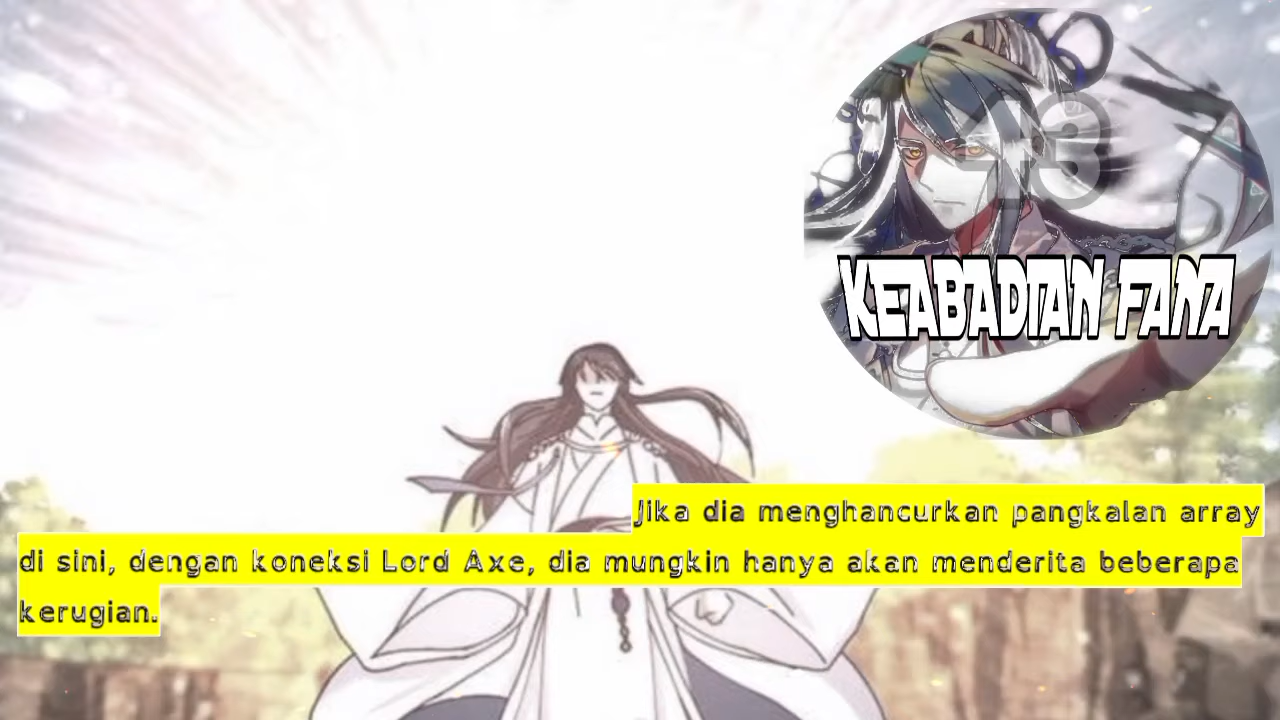 43
KEABADIAN FANA
Jika dia menghancurkan pangkalan array
di sini, dengan koneksi Lord Axe, dia mungkin hanya akan menderita beberapa
kerugian.